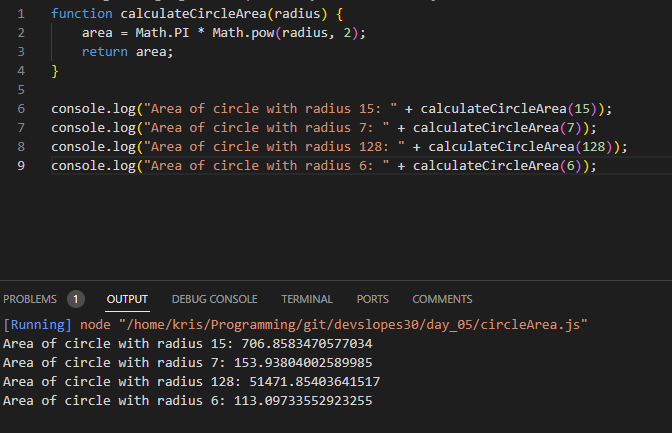 1 function calculateCircleArea(radius) {
2 area = Math.PI * Math.pow(radius, 2);
3 return area;
4 }
5
6 console.log("Area of circle with radius 15: " + calculateCircleArea(15));
7 console.log("Area of circle with radius 7: " + calculateCircleArea(7));
8 console.log("Area of circle with radius 128: " + calculateCircleArea(128));
9 console.log("Area of circle with radius 6: " + calculateCircleArea(6));
PROBLEMS 1 OUTPUT DEBUG CONSOLE TERMINAL PORTS COMMENTS
[Running] node "/home/kris/Programming/git/devslopes30/day_05/circleArea.js"
Area of circle with radius 15: 706.8583470577034
Area of circle with radius 7: 153.93804002589985
Area of circle with radius 128: 51471.85403641517
Area of circle with radius 6: 113.09733552923255